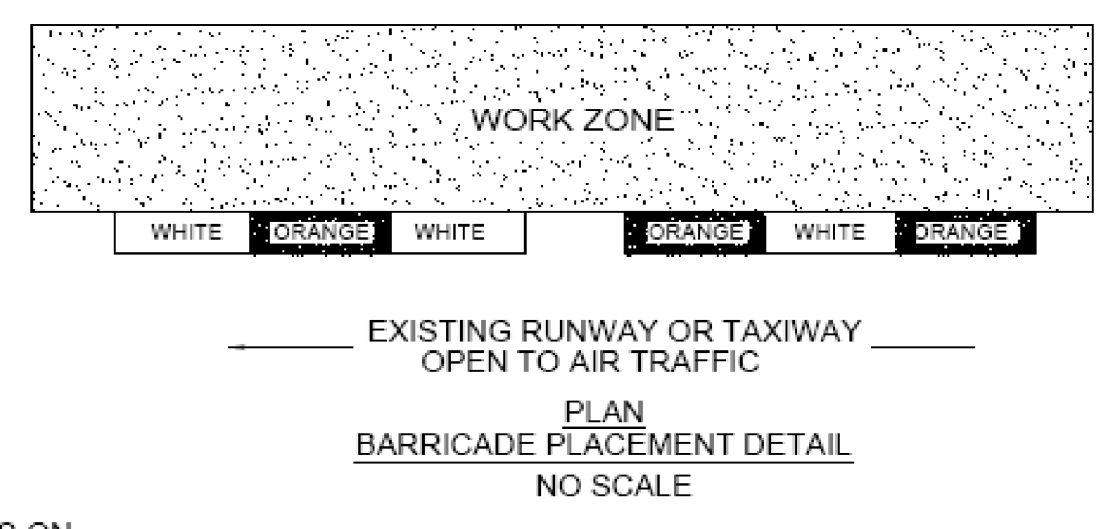 WORK ZONE
WHITE ORANGE WHITE ORANGE WHITE ORANGE
EXISTING RUNWAY OR TAXIWAY
OPEN TO AIR TRAFFIC
PLAN
BARRICADE PLACEMENT DETAIL
NO SCALE
ON